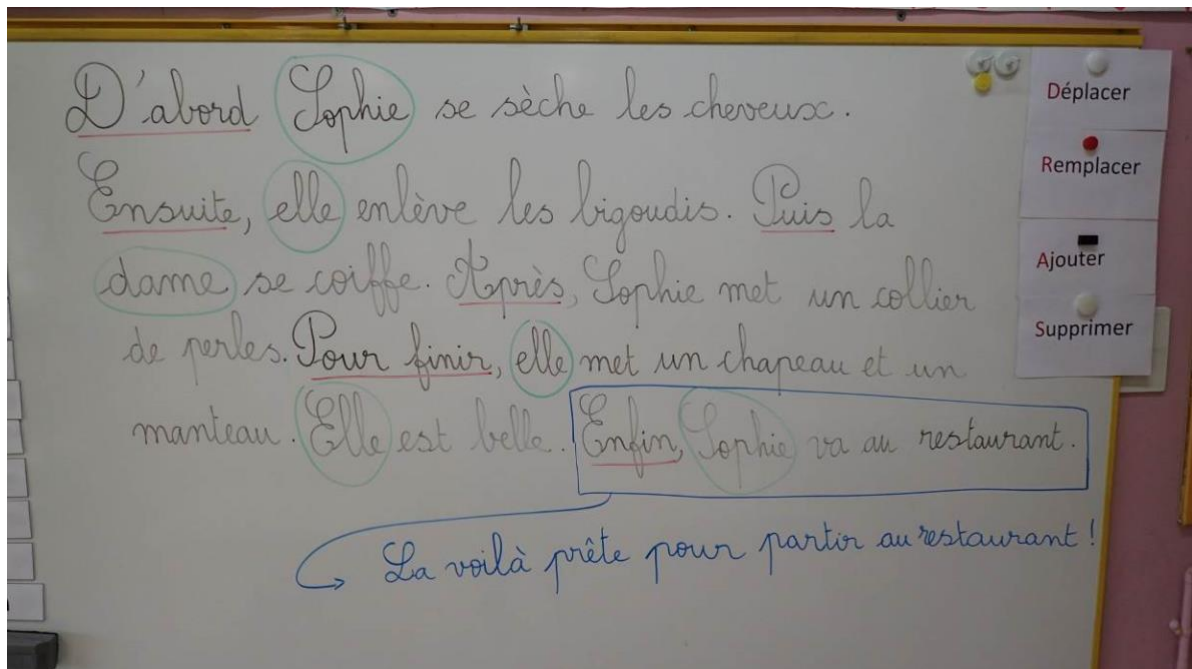 D'abord Sophie se sèche les cheveux.
Ensuite, elle enlève les bigoudis. Puis la
dame se coiffe. Après, Sophie met un collier
de perles. Pour finir, elle met un chapeau et un
manteau. Elle est belle. Enfin, Sophie va au restaurant.
La voilà prête pour partir au restaurant !
Déplacer
Remplacer
Ajouter
Supprimer